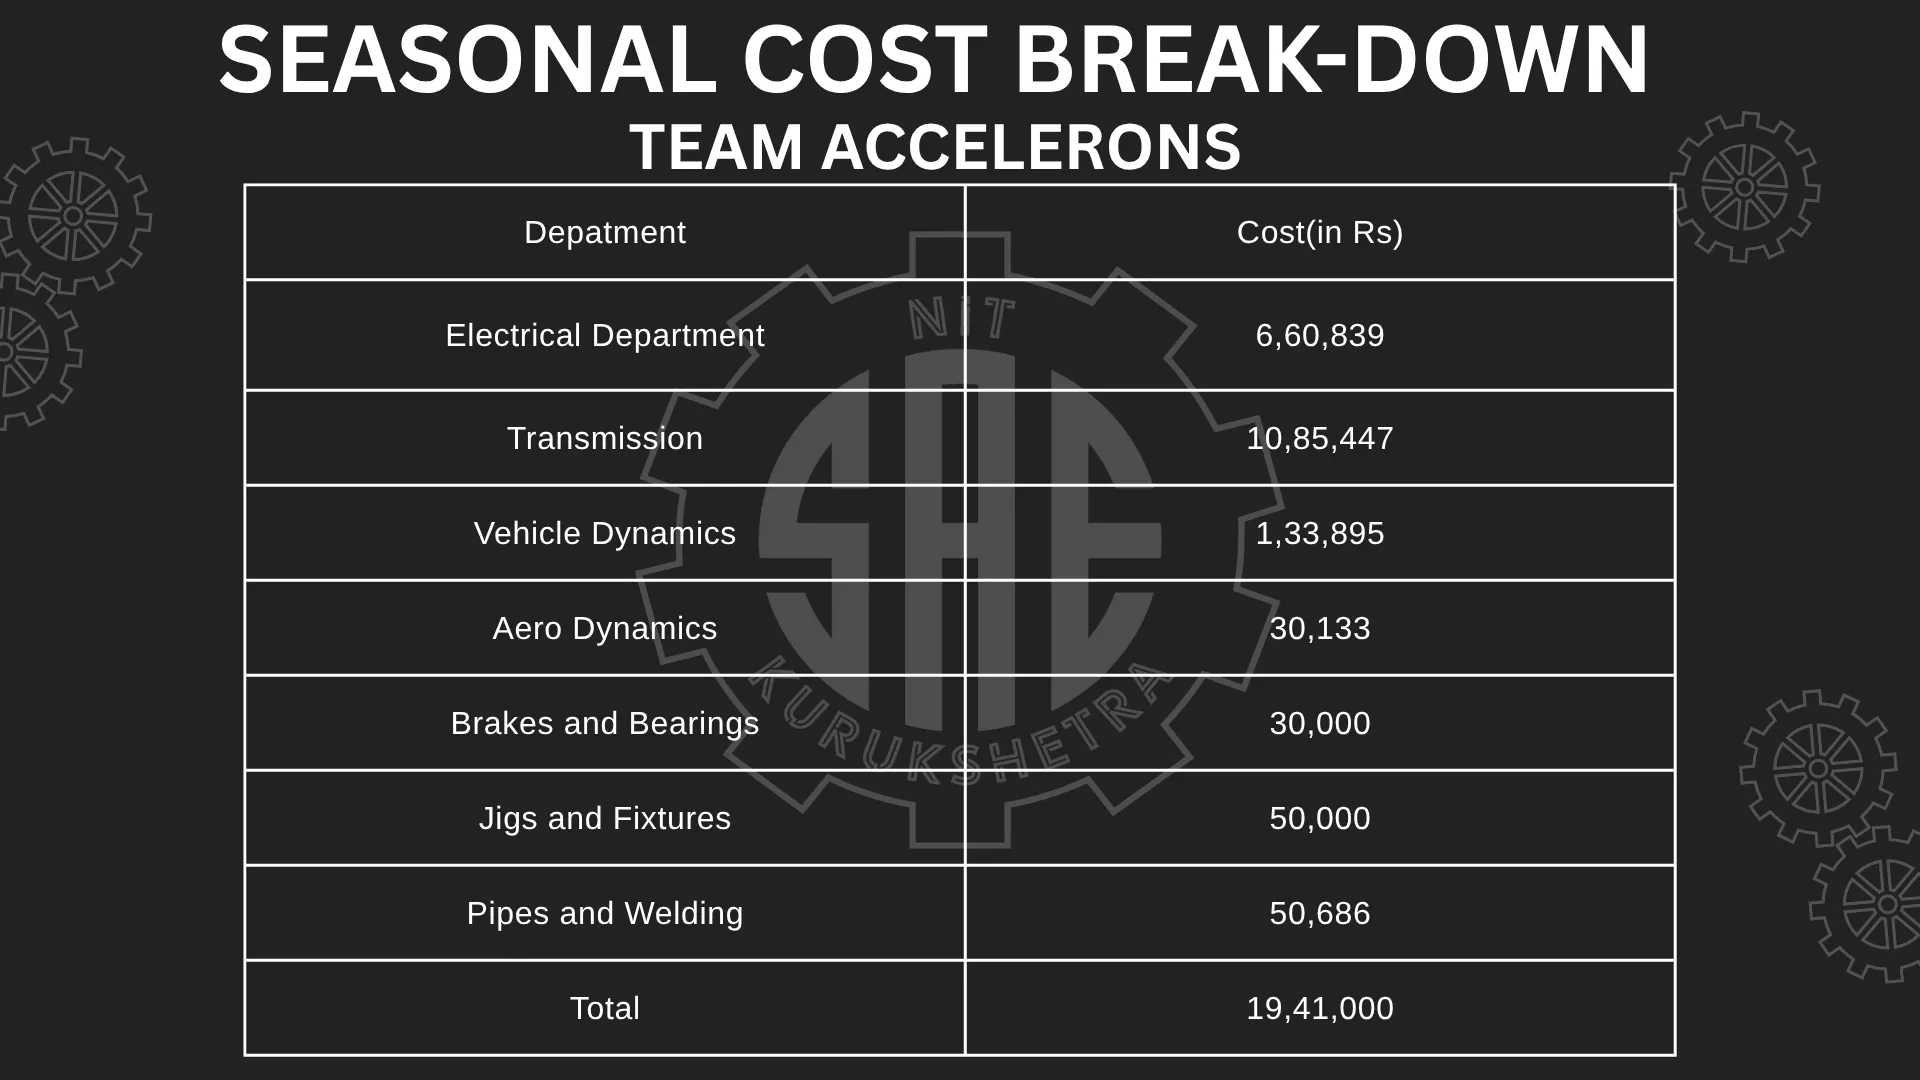 SEASONAL COST BREAK-DOWN
TEAM ACCELERONS
Depatment Cost(in Rs)
Electrical Department 6,60,839
Transmission 10,85,447
Vehicle Dynamics 1,33,895
Aero Dynamics 30,133
Brakes and Bearings 30,000
Jigs and Fixtures 50,000
Pipes and Welding 50,686
Total 19,41,000
NiT
SAE
KURUKSHETRA